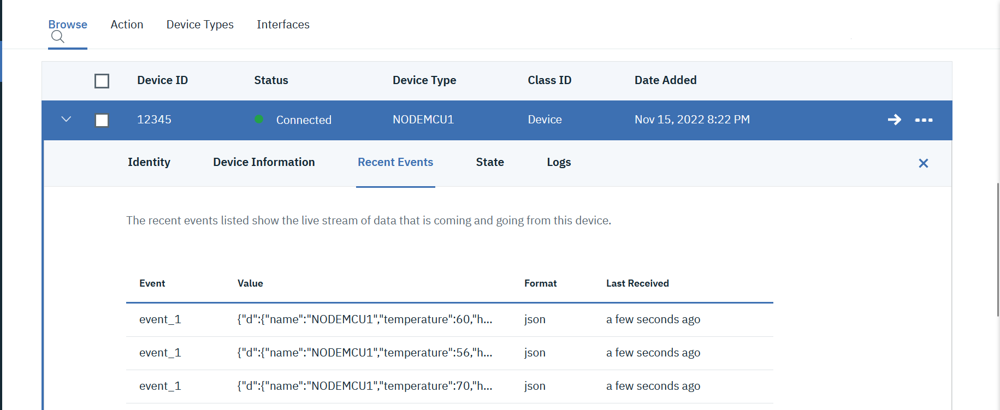 Browse Action Device Types Interfaces
Device ID Status Device Type Class ID Date Added
12345 Connected NODEMCU1 Device Nov 15, 2022 8:22 PM
Identity Device Information Recent Events State Logs
The recent events listed show the live stream of data that is coming and going from this device.
Event Value Format Last Received
event_1 {"d":{"name":"NODEMCU1","temperature":60,"h... json a few seconds ago
event_1 {"d":{"name":"NODEMCU1","temperature":56,"h... json a few seconds ago
event_1 {"d":{"name":"NODEMCU1","temperature":70,"h... json a few seconds ago